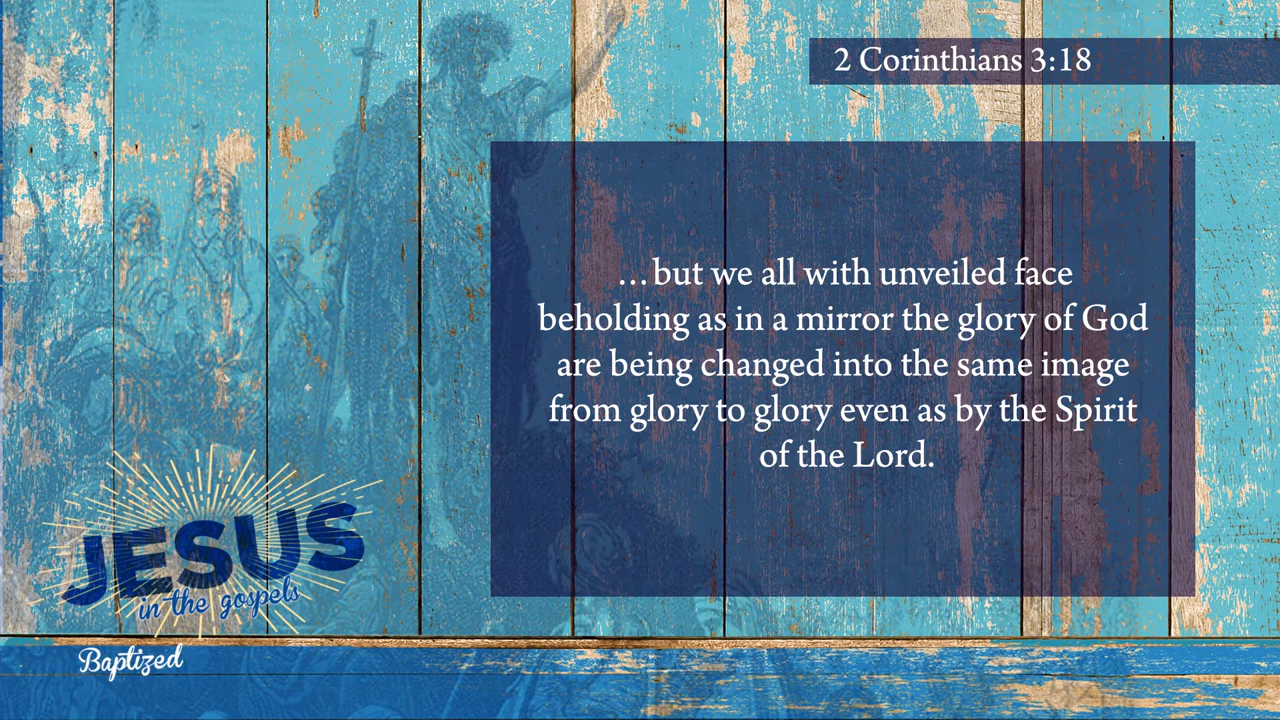 2 Corinthians 3:18
…but we all with unveiled face
beholding as in a mirror the glory of God
are being changed into the same image
from glory to glory even as by the Spirit
of the Lord.
JESUS
in the gospels
Baptized